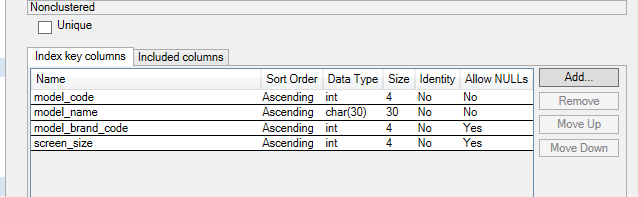 Nonclustered
Unique
Index key columns Included columns
Name Sort Order Data Type Size Identity Allow NULLs Add...
model_code Ascending int 4 No No
model_name Ascending char(30) 30 No No Remove
model_brand_code Ascending int 4 No Yes Move Up
screen_size Ascending int 4 No Yes Move Down